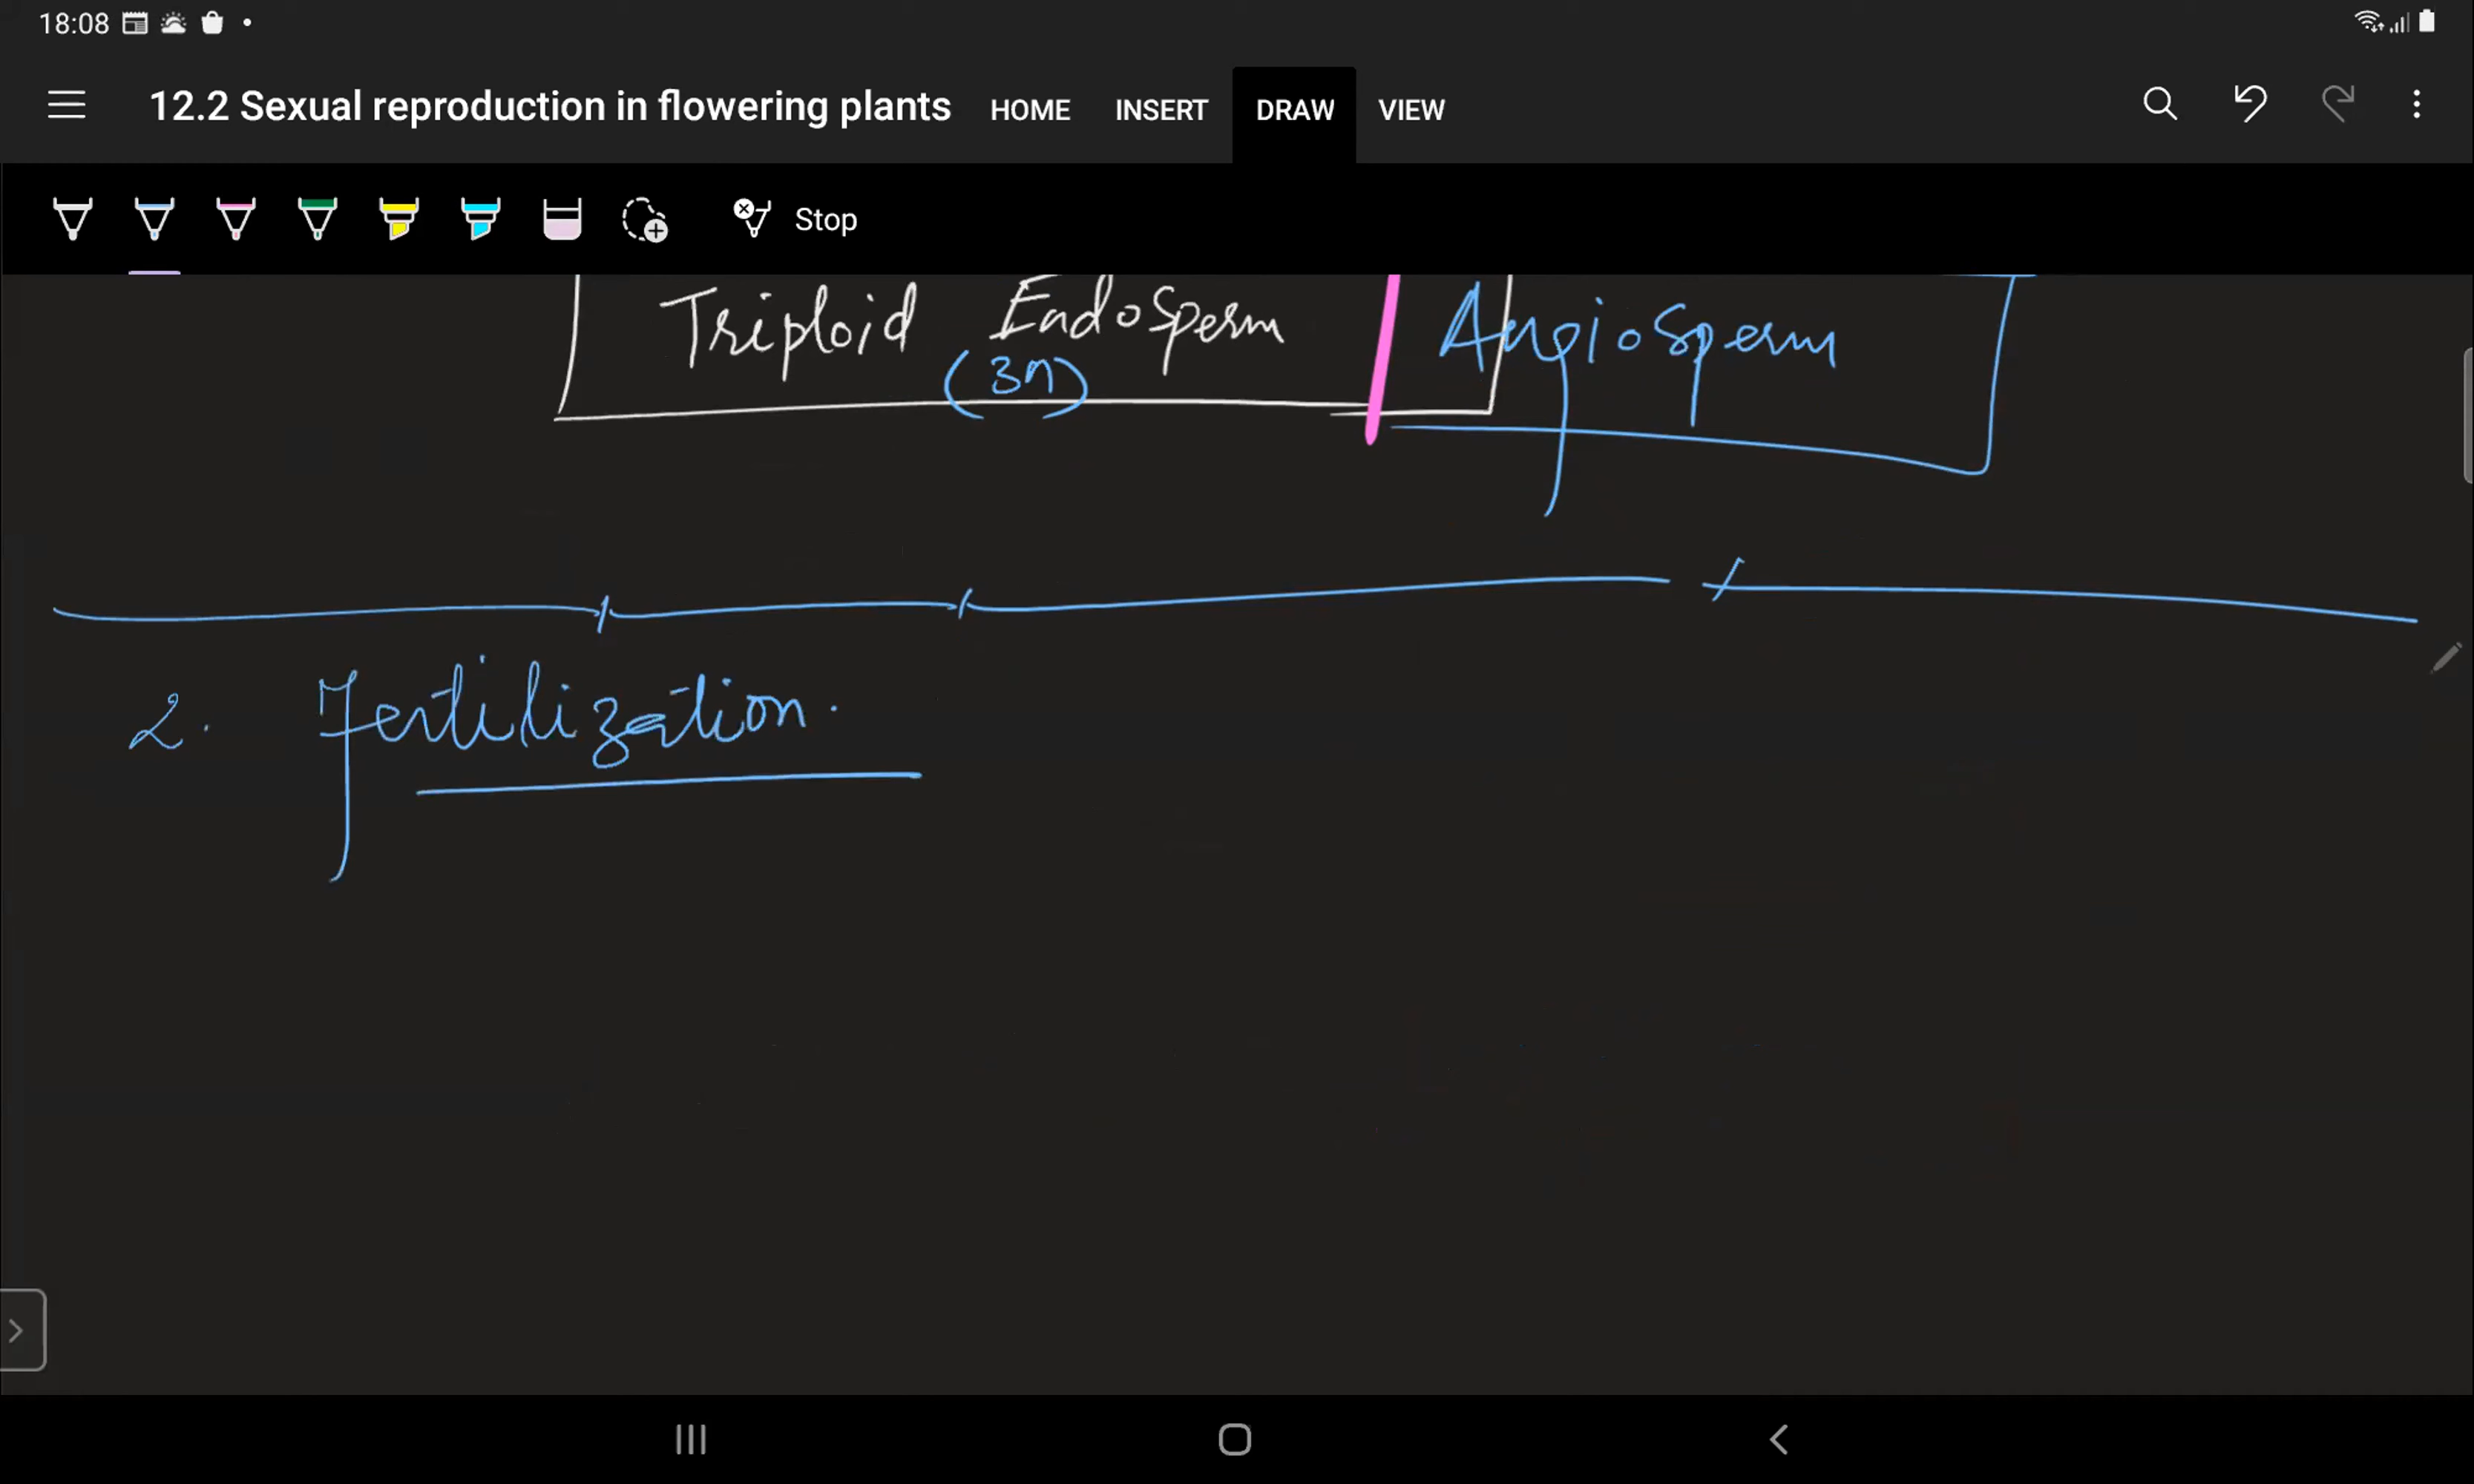 18:08
12.2 Sexual reproduction in flowering plants HOME INSERT DRAW VIEW
Stop
Triploid Endosperm Angiosperm
(3n)
2. Fertilization.